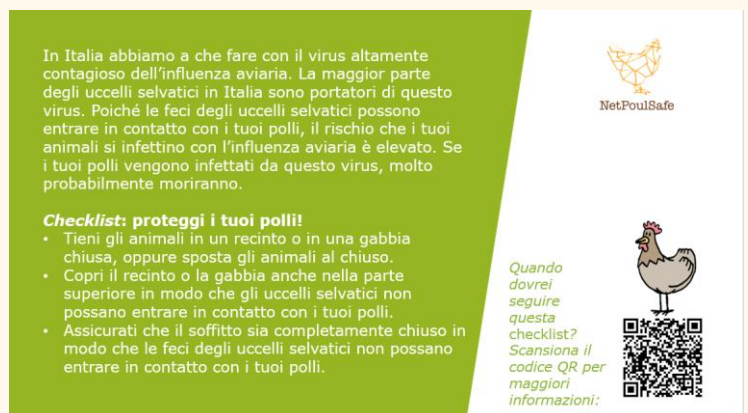 In Italia abbiamo a che fare con il virus altamente
contagioso dell'influenza aviaria. La maggior parte
degli uccelli selvatici in Italia sono portatori di questo
virus. Poiché le feci degli uccelli selvatici possono
entrare in contatto con i tuoi polli, il rischio che i tuoi
animali si infettino con l'influenza aviaria è elevato. Se
i tuoi polli vengono infettati da questo virus, molto
probabilmente moriranno.
Checklist: proteggi i tuoi polli!
• Tieni gli animali in un recinto o in una gabbia
chiusa, oppure sposta gli animali al chiuso.
• Copri il recinto o la gabbia anche nella parte
superiore in modo che gli uccelli selvatici non
possano entrare in contatto con i tuoi polli.
• Assicurati che il soffitto sia completamente chiuso in
modo che le feci degli uccelli selvatici non possano
entrare in contatto con i tuoi polli.
NetPoulSafe
Quando
dovrei
seguire
questa
checklist?
Scansiona il
codice QR per
maggiori
informazioni: